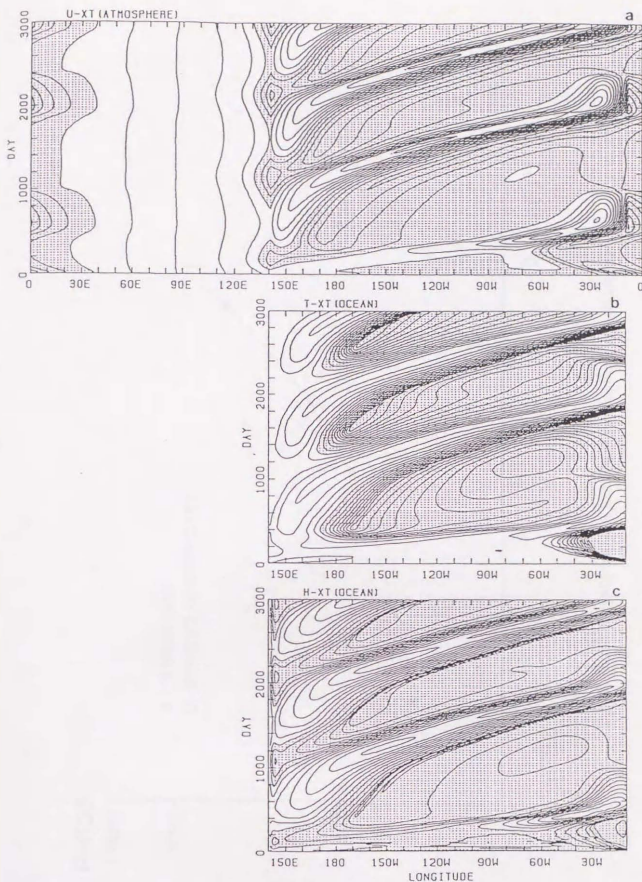 U-XT(ATMOSPHERE)
a
3000
2000
1000
0
DAY
0
30E
60E
90E
120E
150E
180
150W
120W
90W
60W
30W
0
T-XT(OCEAN)
b
3000
2000
1000
0
DAY
150E
180
150W
120W
90W
60W
30W
H-XT(OCEAN)
c
3000
2000
1000
0
DAY
150E
180
150W
120W
90W
60W
30W
LONGITUDE